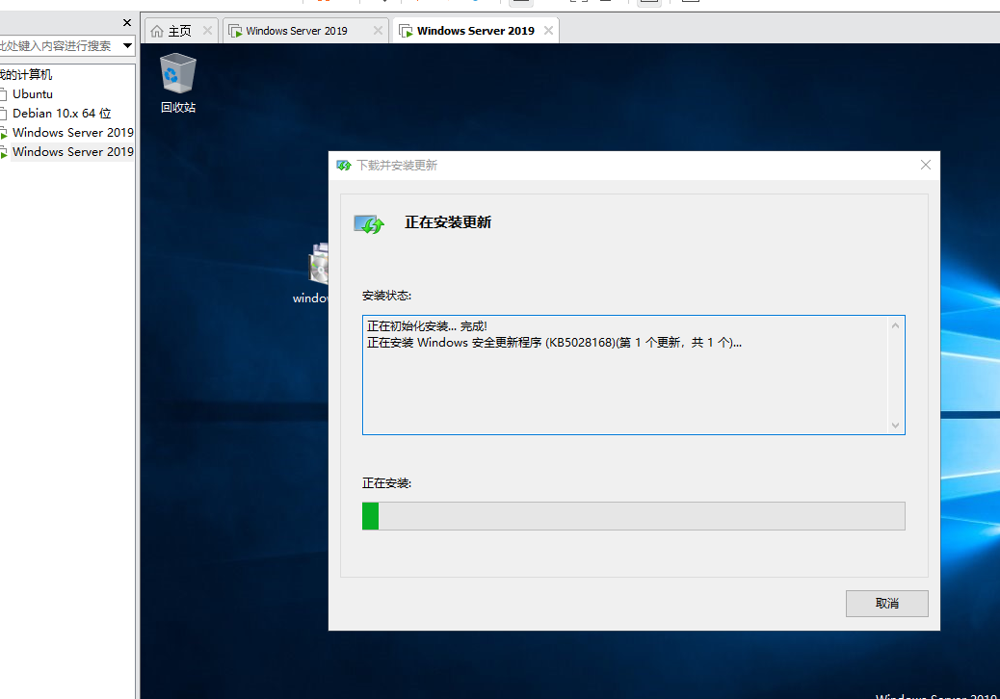 主页
Windows Server 2019
Windows Server 2019
此处键入内容进行搜索
我的计算机
Ubuntu
Debian 10.x 64 位
Windows Server 2019
Windows Server 2019
回收站
下载并安装更新
正在安装更新
安装状态:
正在初始化安装... 完成!
正在安装 Windows 安全更新程序 (KB5028168)(第 1 个更新，共 1 个)...
正在安装:
取消
Windows Server 2019